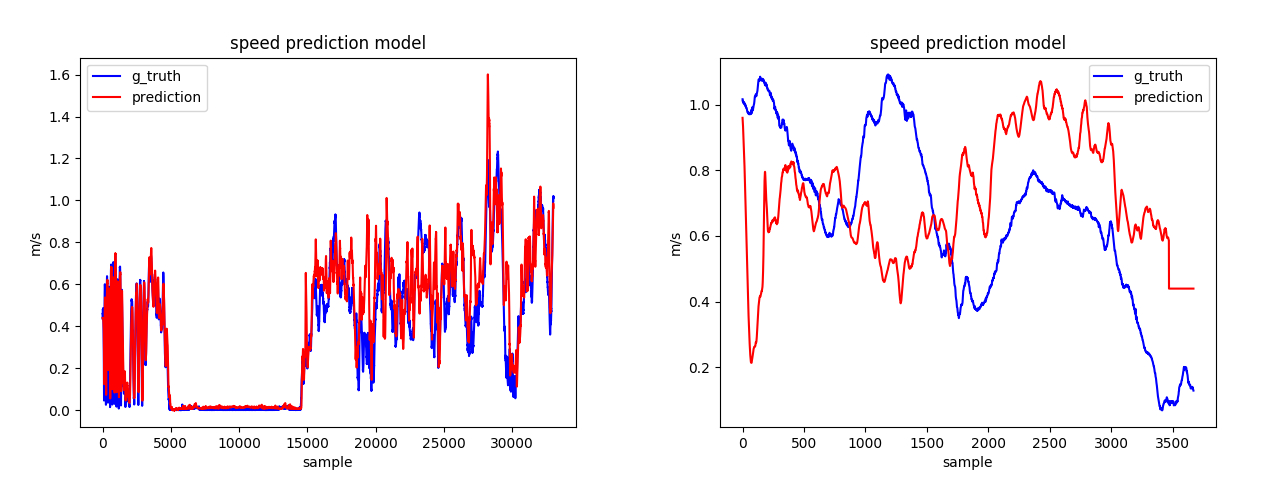 speed prediction model
g_truth
prediction
1.6
1.4
1.2
1.0
0.8
0.6
0.4
0.2
0.0
m/s
0 5000 10000 15000 20000 25000 30000
sample
speed prediction model
g_truth
prediction
1.0
0.8
0.6
0.4
0.2
m/s
0 500 1000 1500 2000 2500 3000 3500
sample